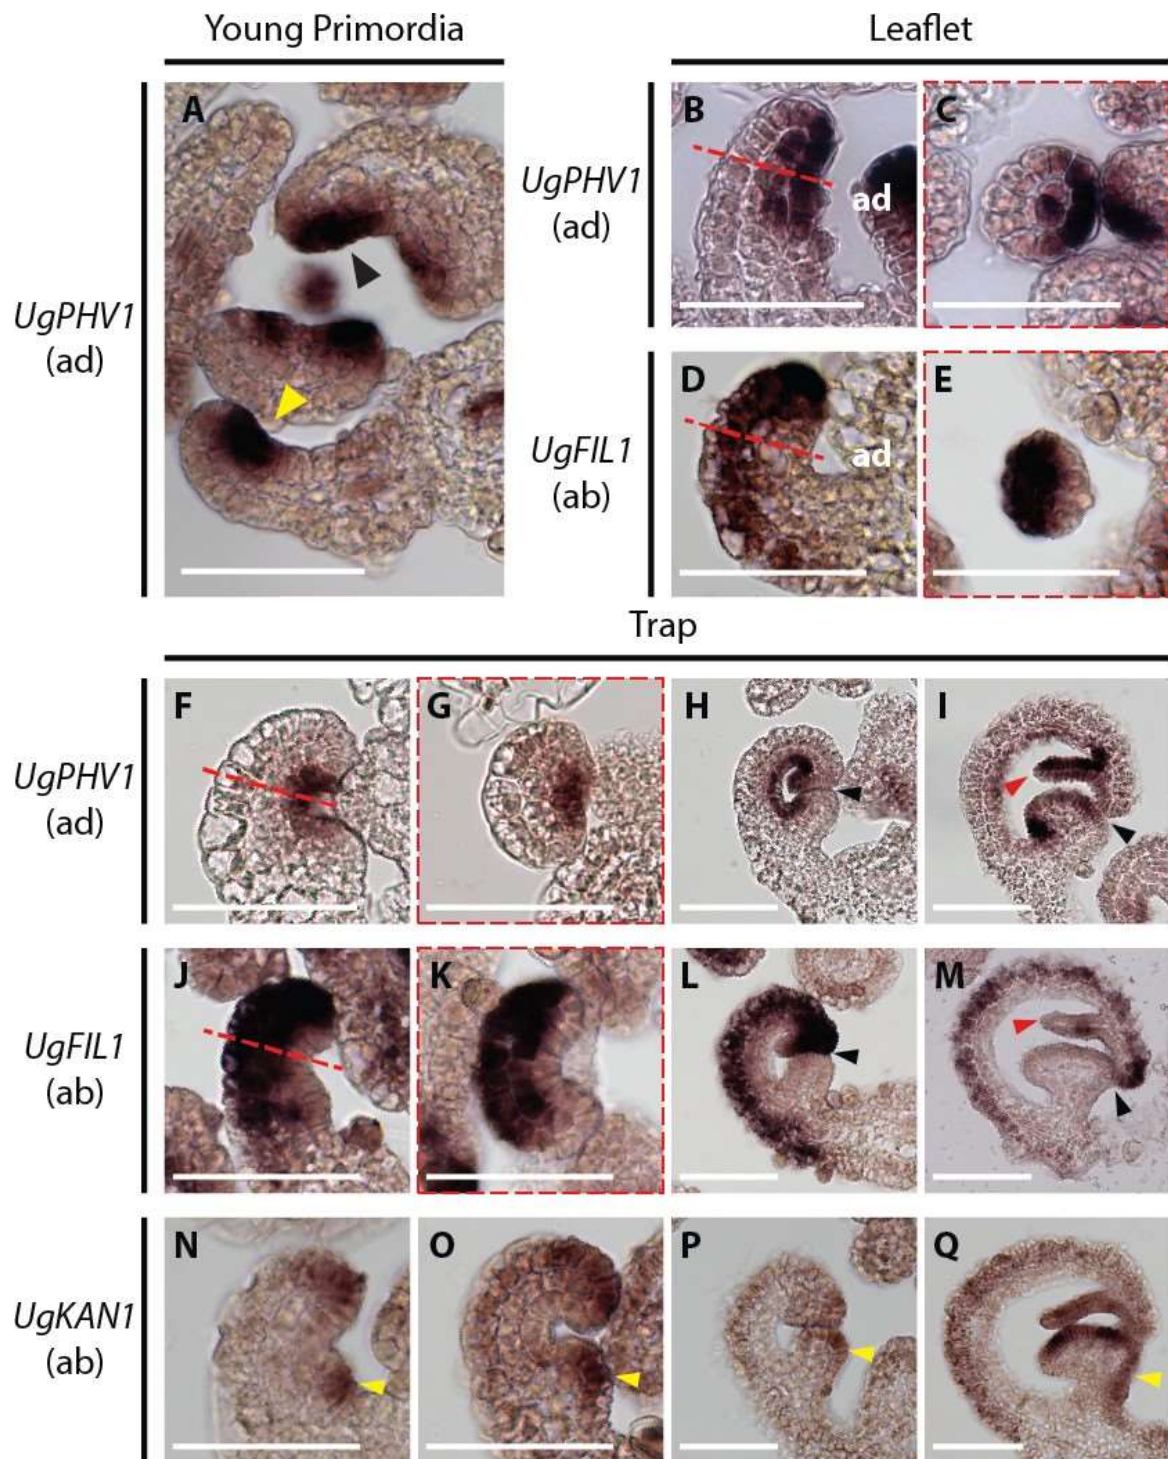 Young Primordia
Leaflet
UgPHV1
(ad)
A
UgPHV1
(ad)
B
ad
C
UgFIL1
(ab)
D
ad
E
Trap
UgPHV1
(ad)
F
G
H
I
UgFIL1
(ab)
J
K
L
M
UgKAN1
(ab)
N
O
P
Q